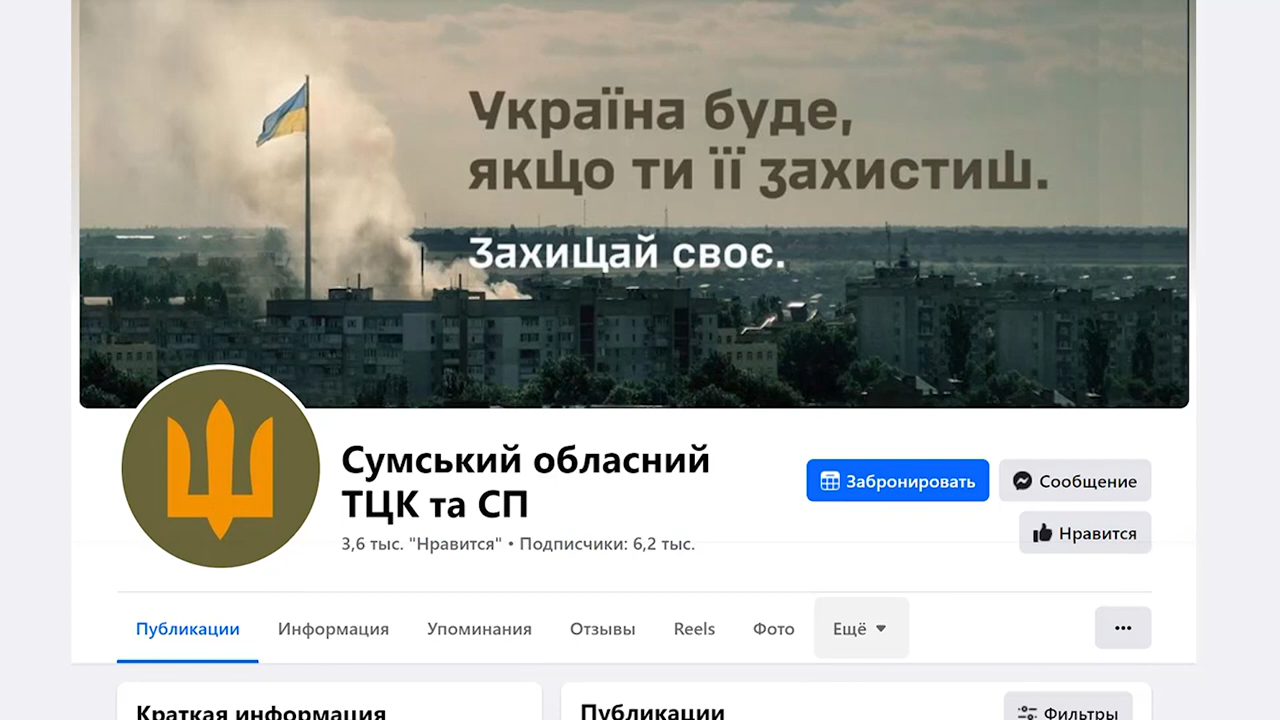 Україна буде,
якщо ти її захистиш.
Захищай своє.
Сумський обласний
ТЦК та СП
3,6 тыс. "Нравится" • Подписчики: 6,2 тыс.
Забронировать
Сообщение
Нравится
Публикации
Информация
Упоминания
Отзывы
Reels
Фото
Ещё
Краткая информация
Публикации
Фильтры